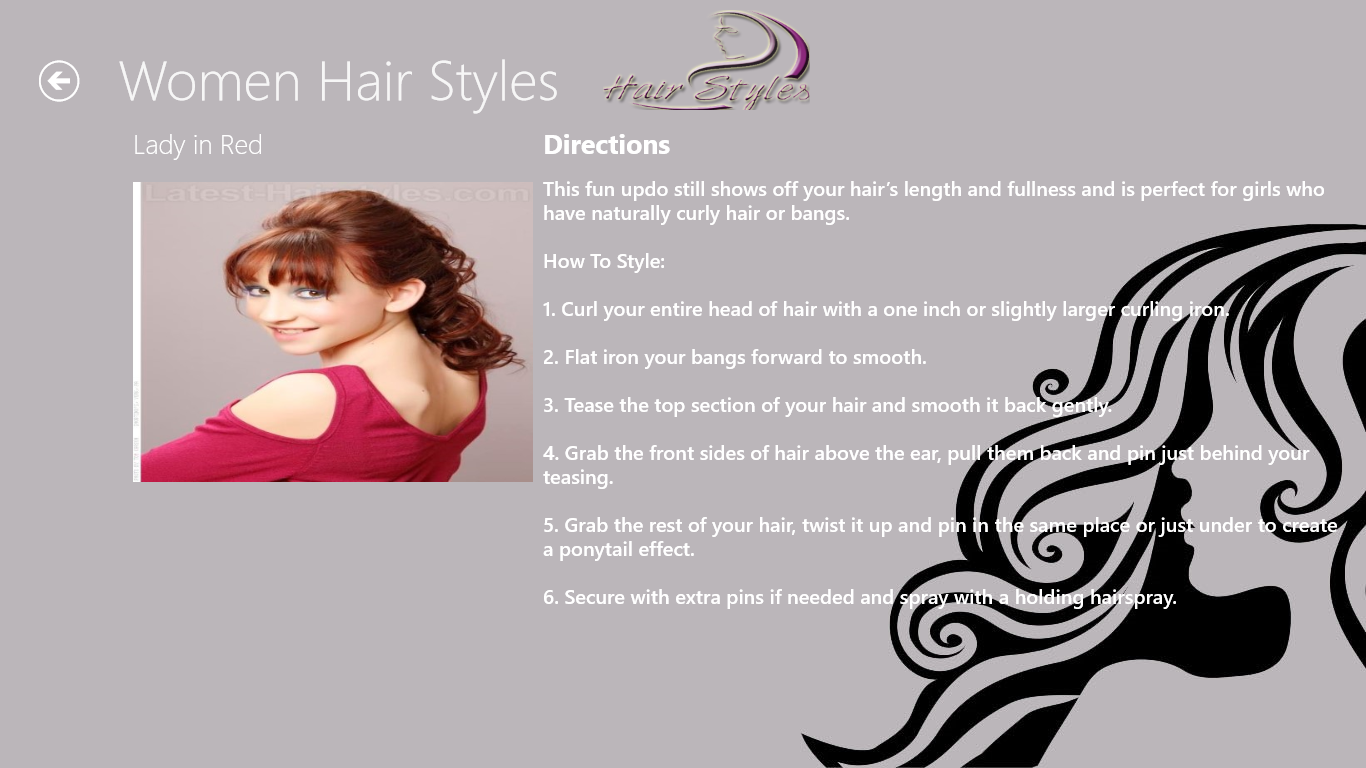 Women Hair Styles
Hair Styles
Lady in Red
Latest-Hairstyles.com
Directions
This fun updo still shows off your hair’s length and fullness and is perfect for girls who
have naturally curly hair or bangs.
How To Style:
1. Curl your entire head of hair with a one inch or slightly larger curling iron.
2. Flat iron your bangs forward to smooth.
3. Tease the top section of your hair and smooth it back gently.
4. Grab the front sides of hair above the ear, pull them back and pin just behind your
teasing.
5. Grab the rest of your hair, twist it up and pin in the same place or just under to create
a ponytail effect.
6. Secure with extra pins if needed and spray with a holding hairspray.